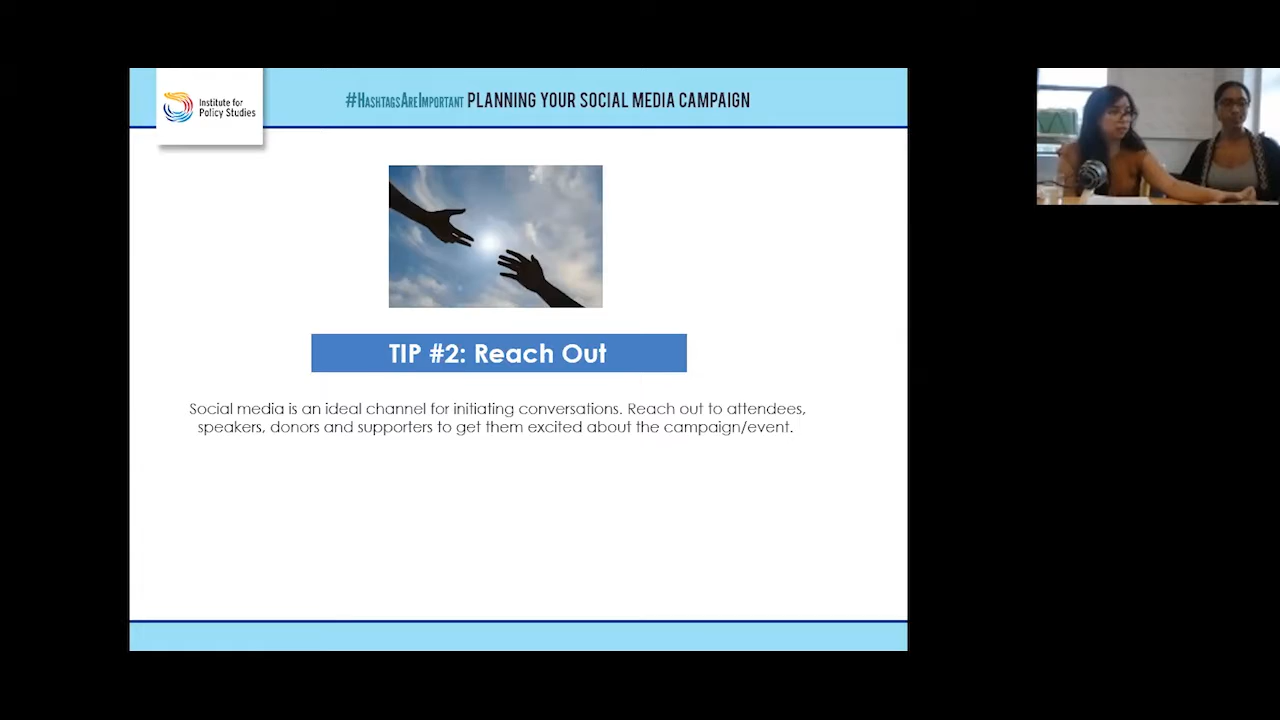 Institute for
Policy Studies
#HashtagsAreImportant PLANNING YOUR SOCIAL MEDIA CAMPAIGN
TIP #2: Reach Out
Social media is an ideal channel for initiating conversations. Reach out to attendees,
speakers, donors and supporters to get them excited about the campaign/event.